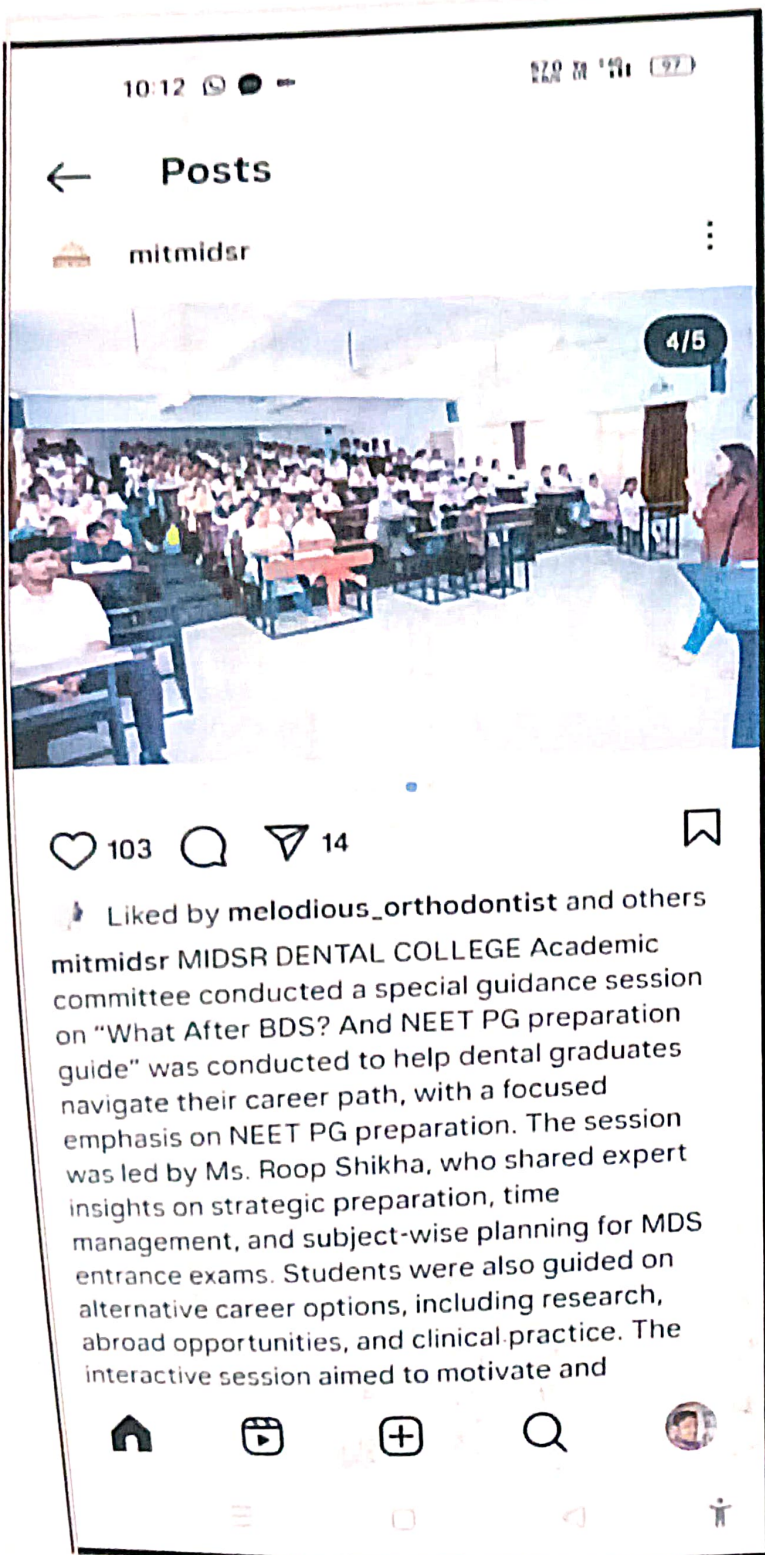 10:12
97
Posts
mitmidsr
4/5
103
14
Liked by melodious_orthodontist and others
mitmidsr MIDSR DENTAL COLLEGE Academic
committee conducted a special guidance session
on “What After BDS? And NEET PG preparation
guide” was conducted to help dental graduates
navigate their career path, with a focused
emphasis on NEET PG preparation. The session
was led by Ms. Roop Shikha, who shared expert
insights on strategic preparation, time
management, and subject-wise planning for MDS
entrance exams. Students were also guided on
alternative career options, including research,
abroad opportunities, and clinical practice. The
interactive session aimed to motivate and